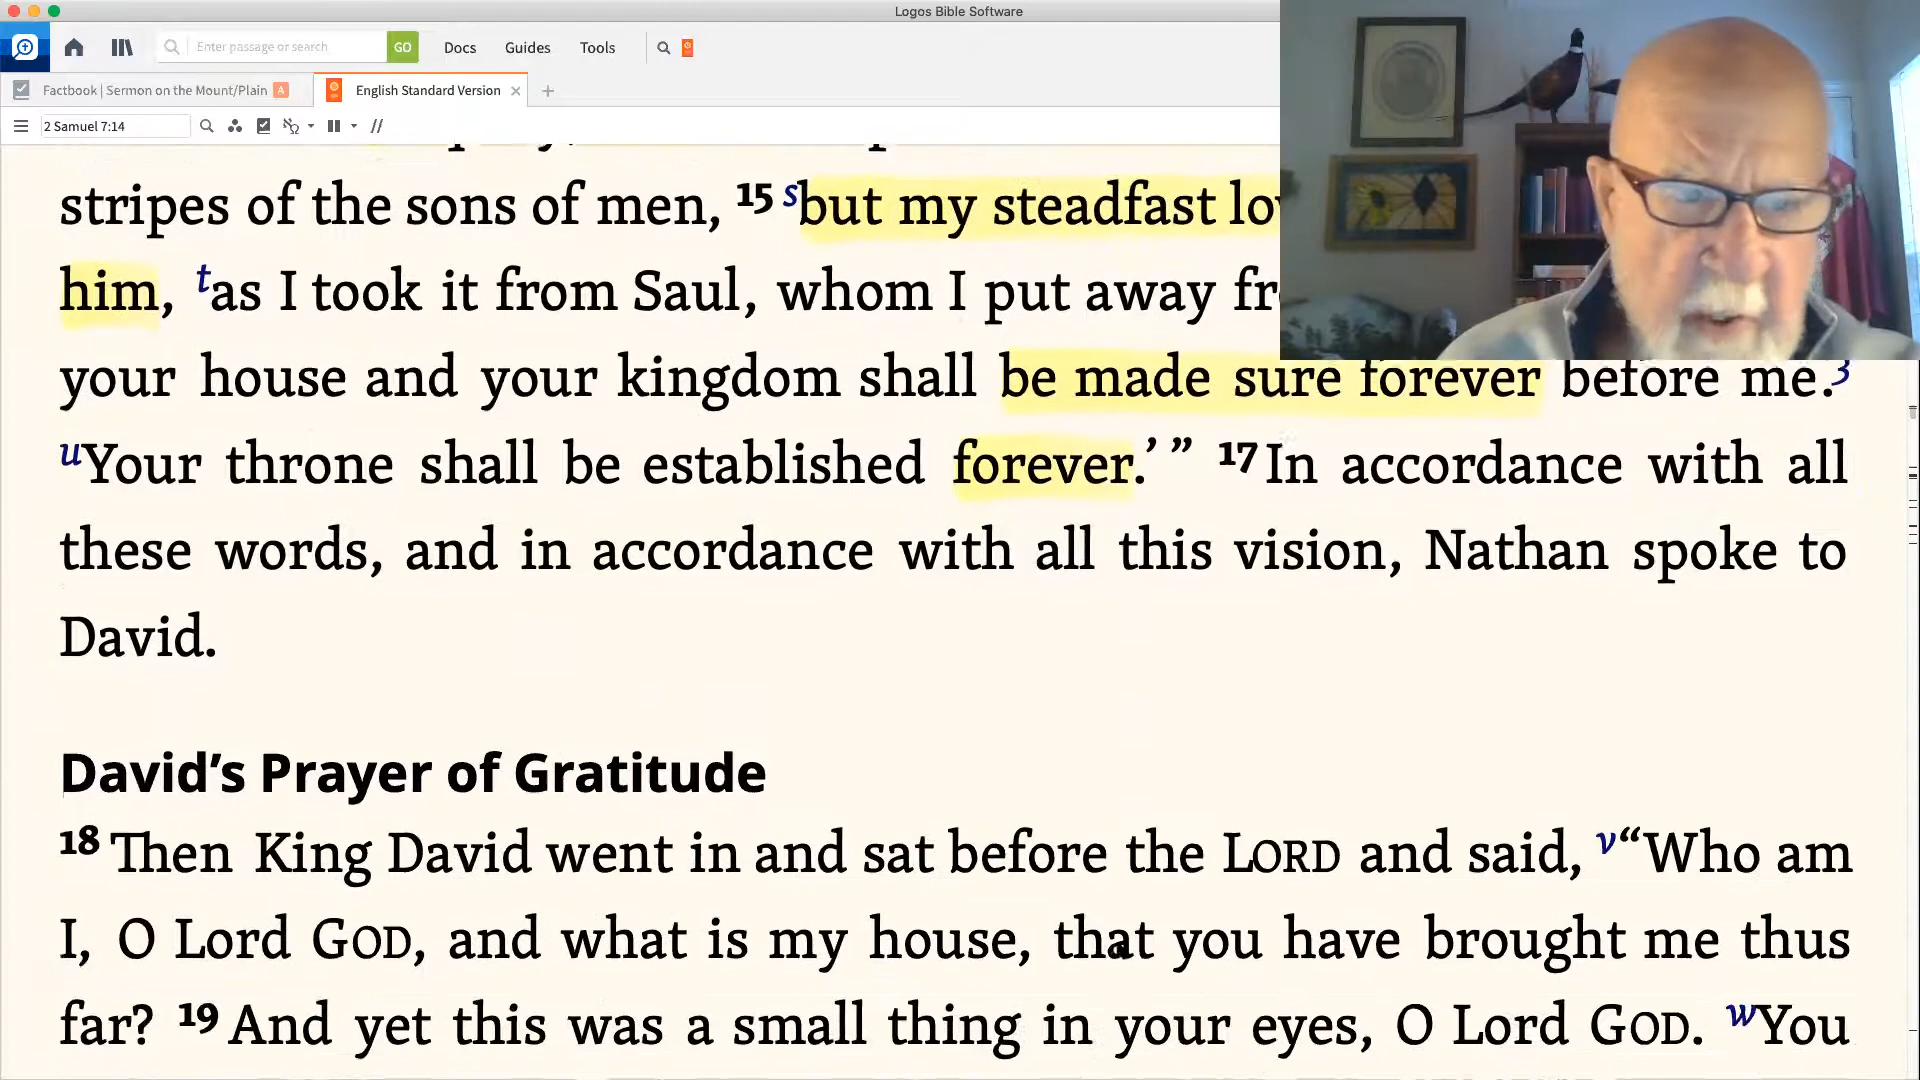 Logos Bible Software
Enter passage or search GO Docs Guides Tools
Factbook | Sermon on the Mount/Plain A English Standard Version
2 Samuel 7:14
stripes of the sons of men, 15 s but my steadfast
him, t as I took it from Saul, whom I put away
your house and your kingdom shall be made sure forever before me.3
u Your throne shall be established forever.’ ” 17 In accordance with all
these words, and in accordance with all this vision, Nathan spoke to
David.
David’s Prayer of Gratitude
18 Then King David went in and sat before the LORD and said, v “Who am
I, O Lord GOD, and what is my house, that you have brought me thus
far? 19 And yet this was a small thing in your eyes, O Lord GOD. w You